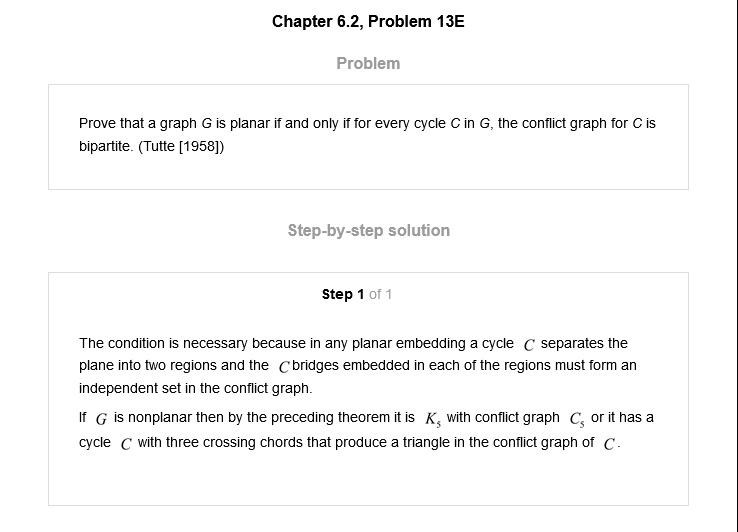 Chapter 6.2, Problem 13E
Problem
Prove that a graph G is planar if and only if for every cycle C in G, the conflict graph for C is
bipartite. (Tutte [1958])
Step-by-step solution
Step 1 of 1
The condition is necessary because in any planar embedding a cycle C separates the
plane into two regions and the C bridges embedded in each of the regions must form an
independent set in the conflict graph.
If G is nonplanar then by the preceding theorem it is K₅ with conflict graph C₅ or it has a
cycle C with three crossing chords that produce a triangle in the conflict graph of C.